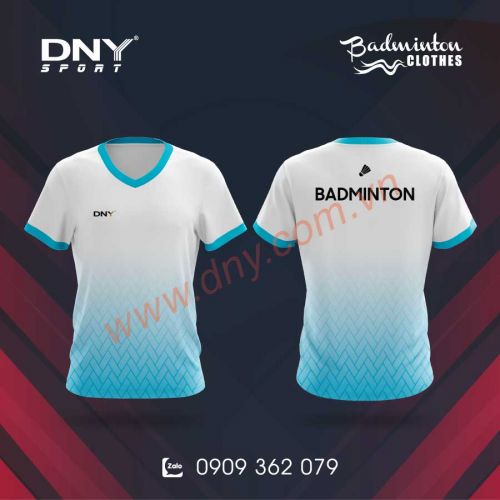 DNY
SPORT
Badminton
CLOTHES
DNY
BADMINTON
www.dny.com.vn
Zalo 0909 362 079